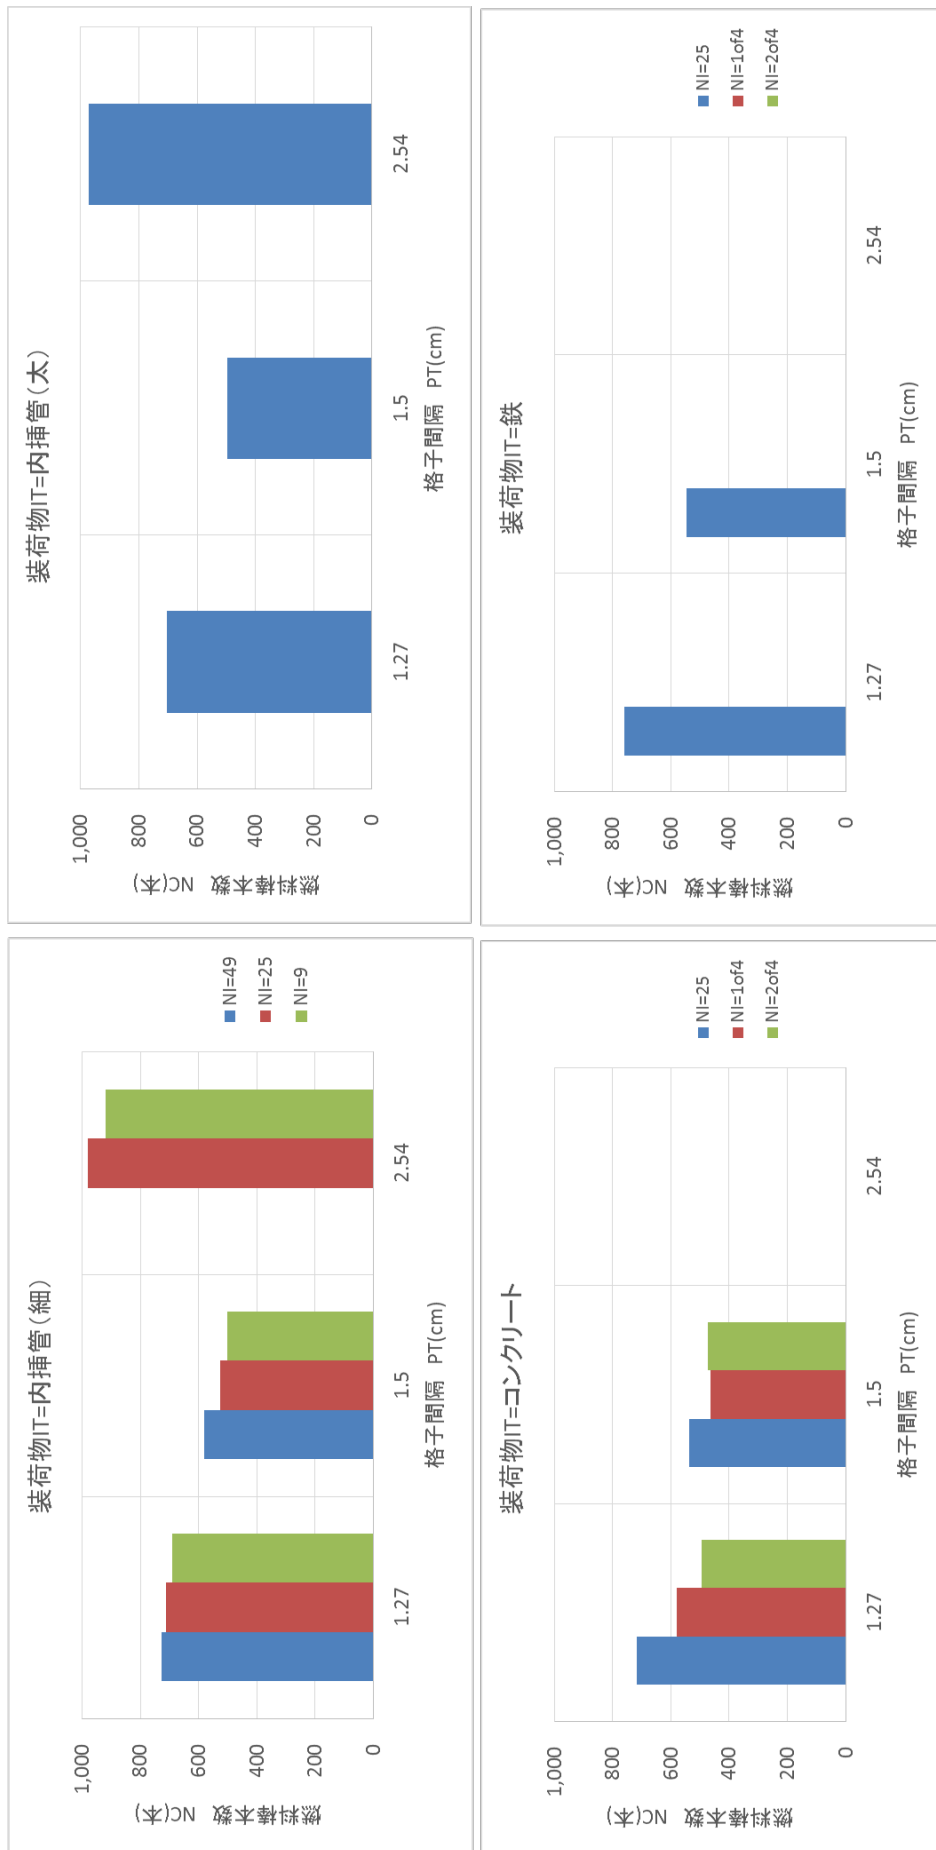 装荷物IT=内挿管（細）
1,000
800
600
400
200
0
燃料棒本数 NC(本)
1.27
1.5
2.54
格子間隔 PT(cm)
NI=49
NI=25
NI=9
装荷物IT=内挿管（太）
1,000
800
600
400
200
0
燃料棒本数 NC(本)
1.27
1.5
2.54
格子間隔 PT(cm)
装荷物IT=コンクリート
1,000
800
600
400
200
0
燃料棒本数 NC(本)
1.27
1.5
2.54
格子間隔 PT(cm)
NI=25
NI=1of4
NI=2of4
装荷物IT=鉄
1,000
800
600
400
200
0
燃料棒本数 NC(本)
1.27
1.5
2.54
格子間隔 PT(cm)
NI=25
NI=1of4
NI=2of4